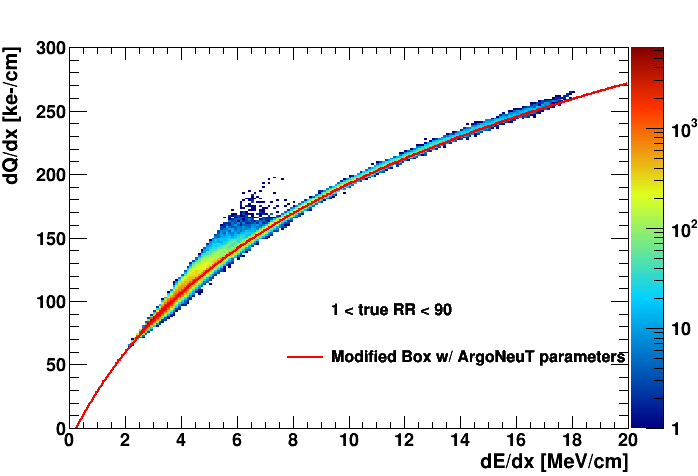 dQ/dx [ke-/cm]
300
250
200
150
100
50
0
0 2 4 6 8 10 12 14 16 18 20
dE/dx [MeV/cm]
1 < true RR < 90
Modified Box w/ ArgoNeuT parameters
10³
10²
10
1